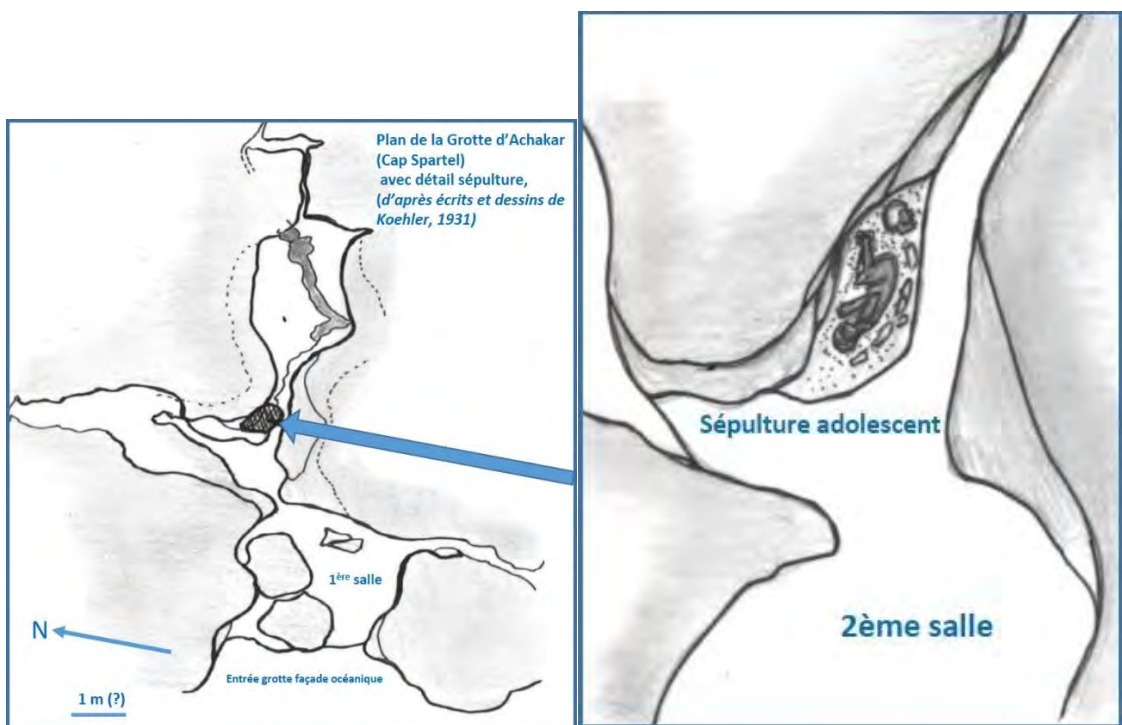 Plan de la Grotte d'Achakar
(Cap Spartel)
avec détail sépulture,
(d'après écrits et dessins de
Koehler, 1931)
1ère salle
N
Entrée grotte façade océanique
1 m (?)
Sépulture adolescent
2ème salle